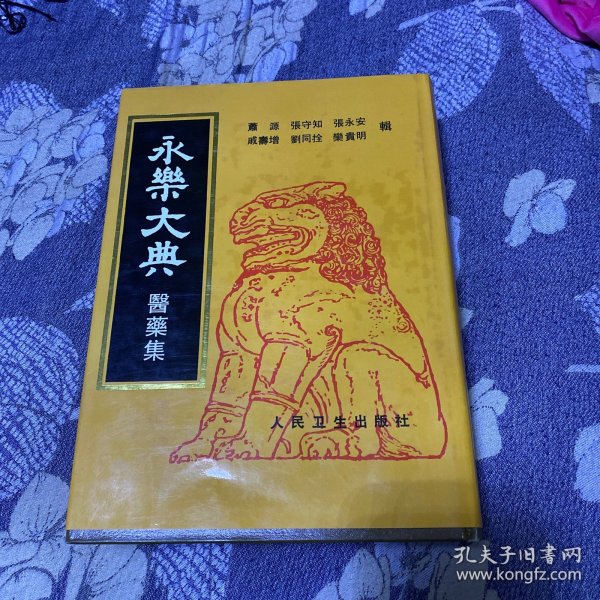 蕭源 張守知 張永安
戚壽增 劉同拴 欒貴明
輯
永樂大典
醫藥集
人民卫生出版社
孔夫子旧书网
www.kongfz.com